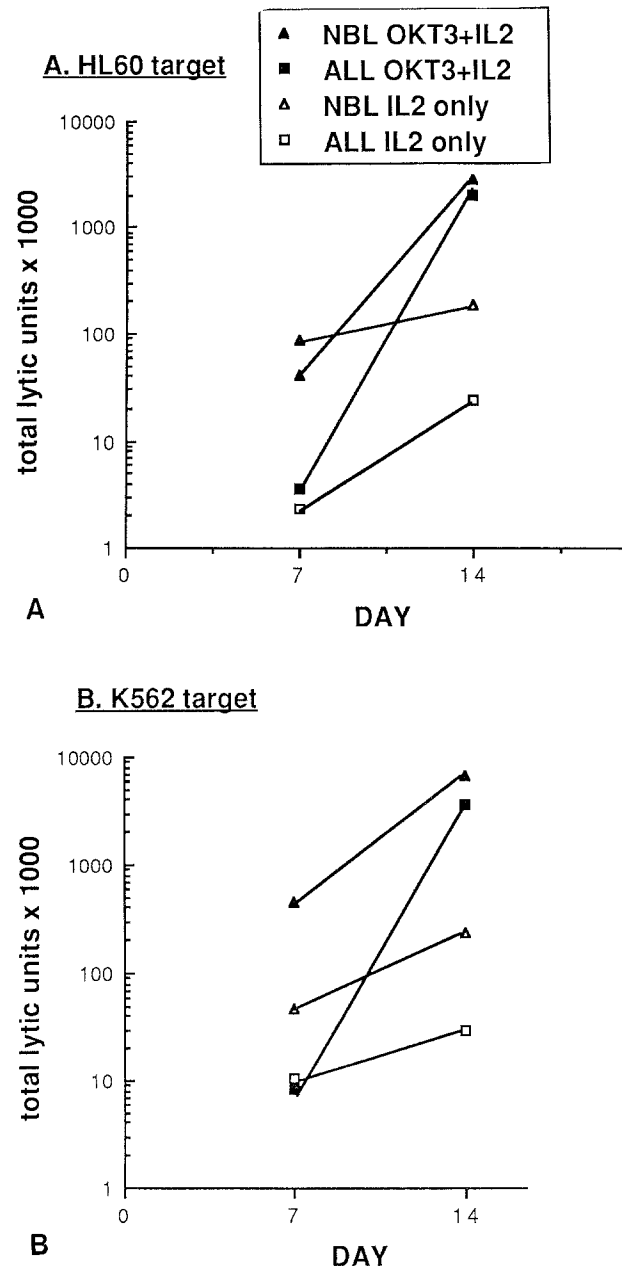 NBL OKT3+IL2
A. HL60 target
ALL OKT3+IL2
NBL IL2 only
ALL IL2 only
10000
1000
100
10
1
total lytic units x 1000
0
7
14
A
DAY
B. K562 target
10000
1000
100
10
1
total lytic units x 1000
0
7
14
B
DAY